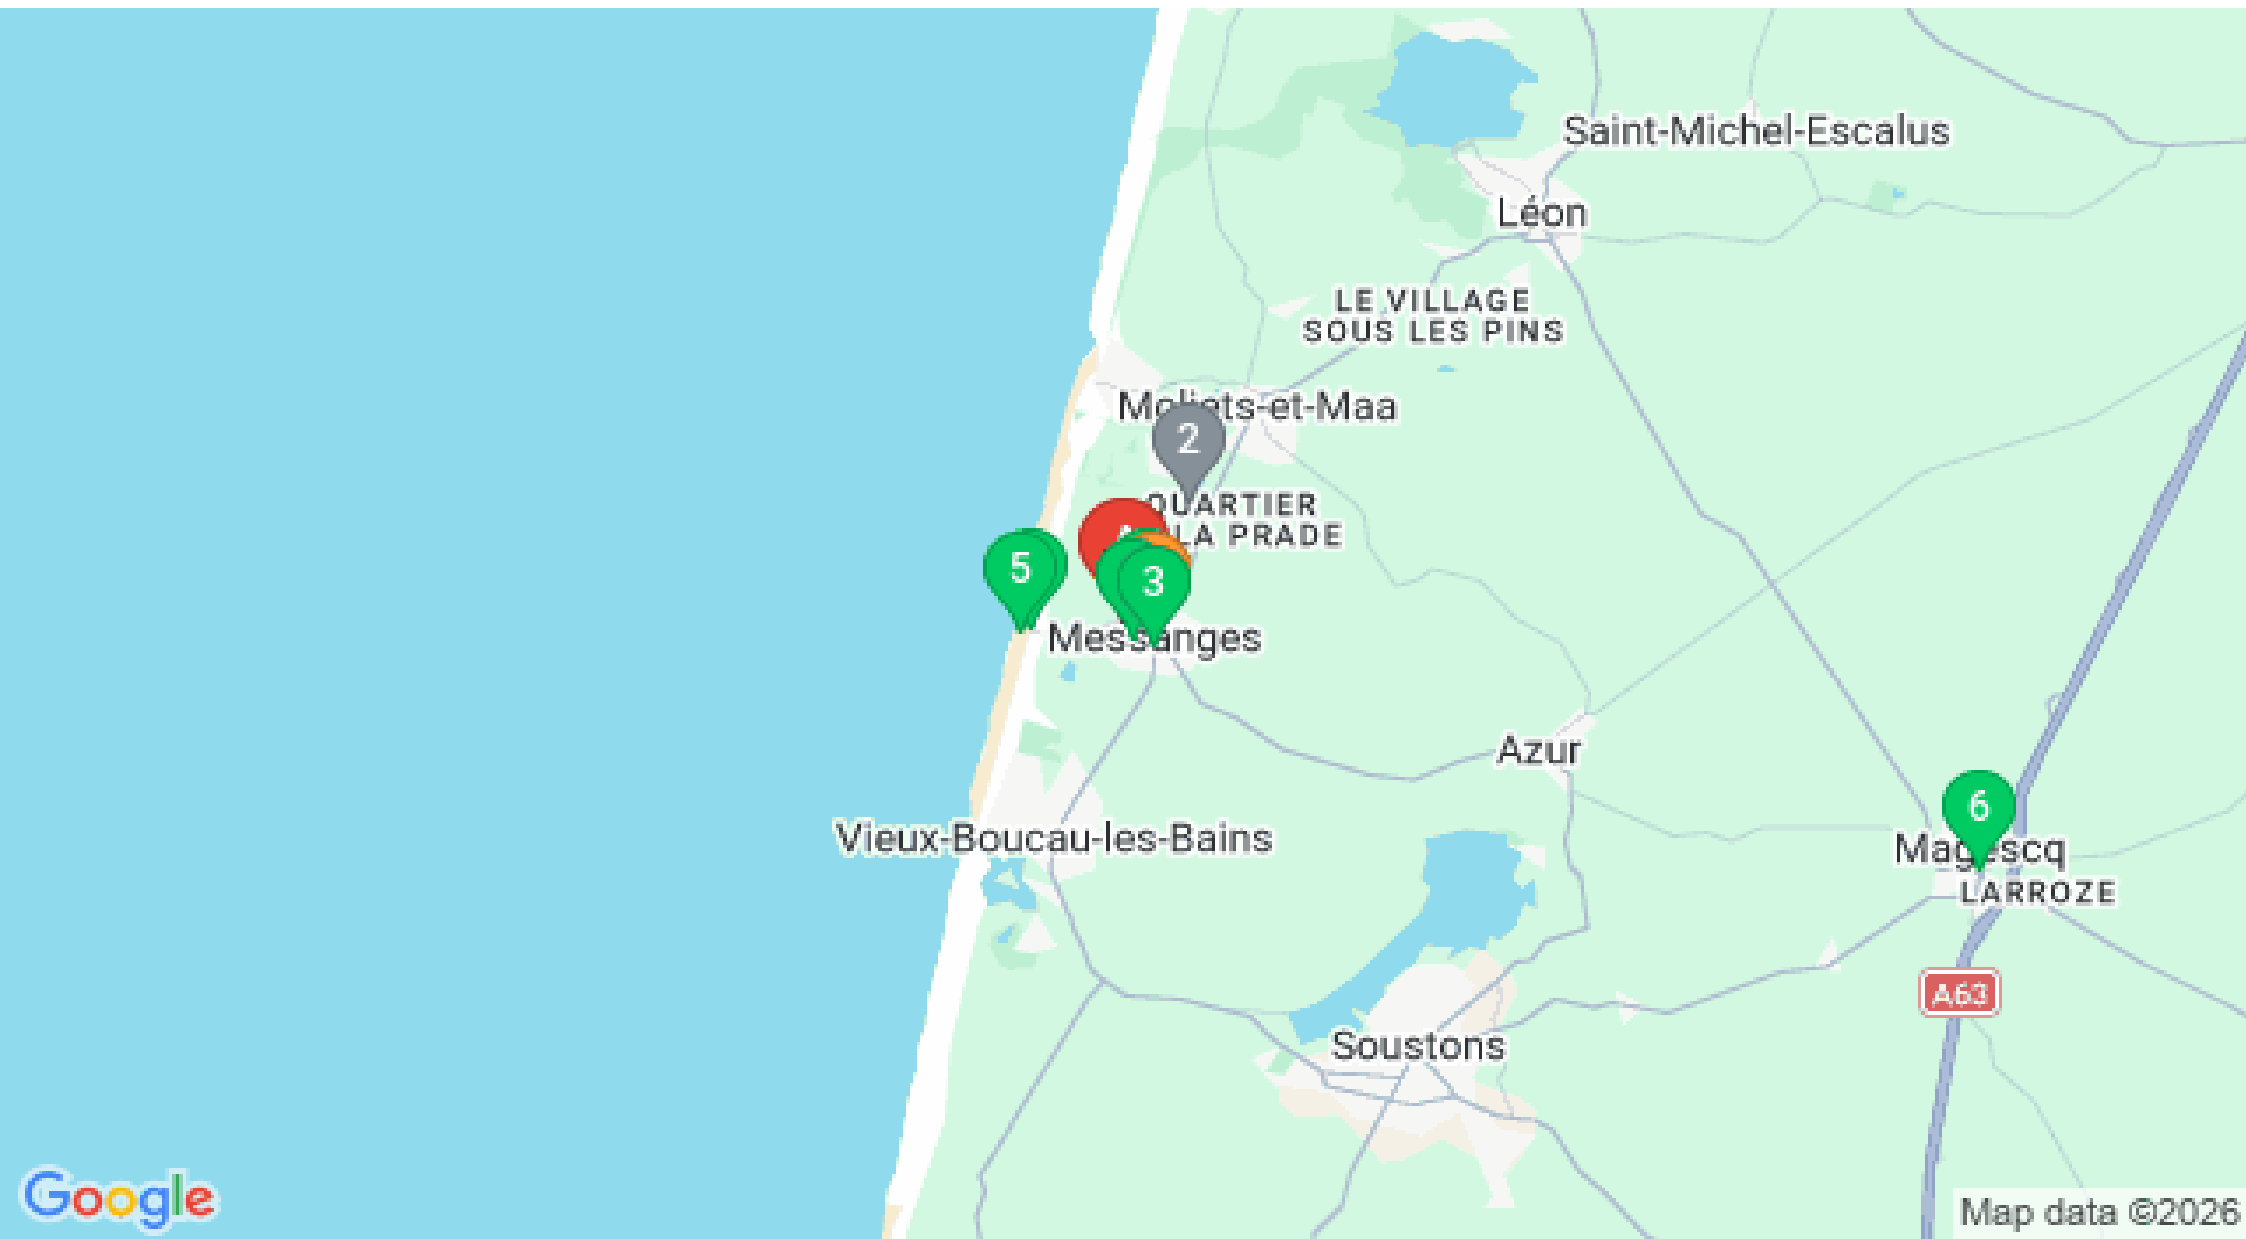 Saint-Michel-Escalus
Léon
LE VILLAGE
SOUS LES PINS
Moliets-et-Maa
2
QUARTIER
LA PRADE
5
3
Messanges
Azur
6
Vieux-Boucau-les-Bains
Magescq
LARROZE
A63
Soustons
Google
Map data ©2026